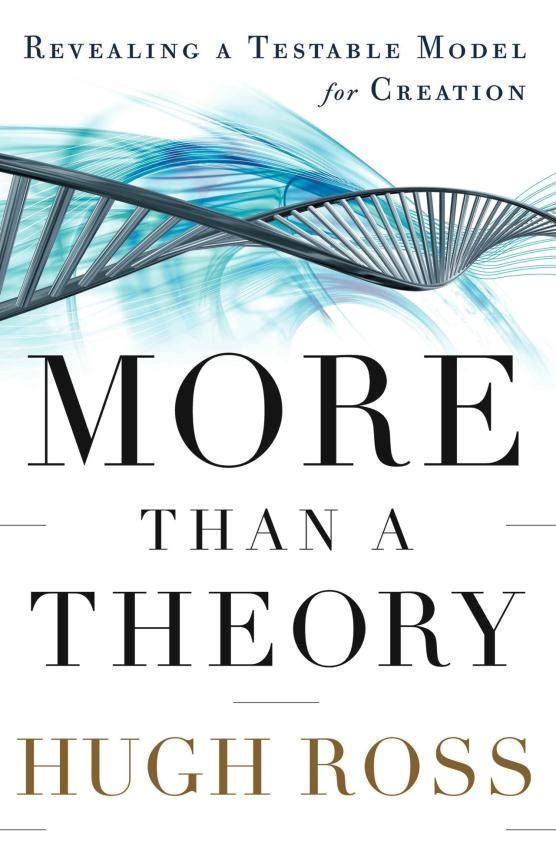 REVEALING A TESTABLE MODEL
for CREATION
MORE
THAN A
THEORY
HUGH ROSS